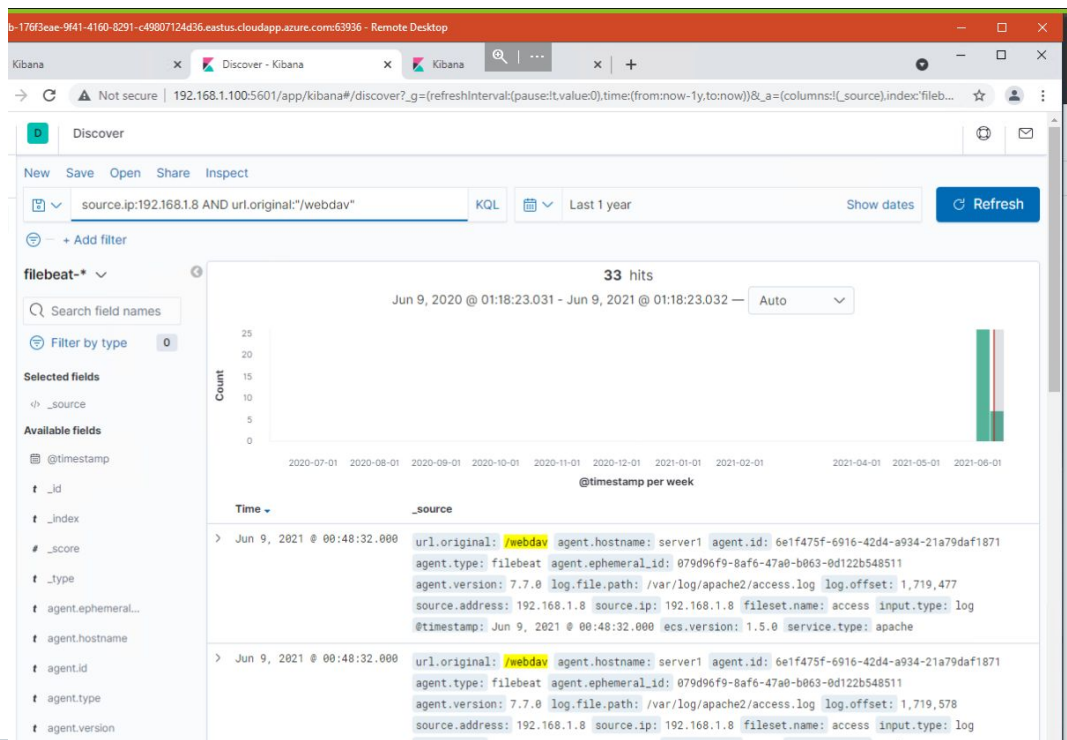 b-176f3eae-9f41-4160-8291-c49807124d36.eastus.cloudapp.azure.com:63936 - Remote Desktop
Kibana
Discover - Kibana
Kibana
Not secure | 192.168.1.100:5601/app/kibana#/discover?_g=(refreshInterval:(pause:!t,value:0),time:(from:now-1y,to:now))&_a=(columns:!(_source),index:'fileb...
D Discover
New Save Open Share Inspect
source.ip:192.168.1.8 AND url.original:"/webdav" KQL Last 1 year Show dates Refresh
+ Add filter
filebeat-*
33 hits
Jun 9, 2020 @ 01:18:23.031 - Jun 9, 2021 @ 01:18:23.032 — Auto
Search field names
Filter by type 0
Selected fields
</> _source
Available fields
@timestamp
t _id
t _index
# _score
t _type
t agent.ephemeral...
t agent.hostname
t agent.id
t agent.type
t agent.version
Count
25
20
15
10
5
0
2020-07-01 2020-08-01 2020-09-01 2020-10-01 2020-11-01 2020-12-01 2021-01-01 2021-02-01 2021-04-01 2021-05-01 2021-06-01
@timestamp per week
Time _source
Jun 9, 2021 @ 00:48:32.000 url.original: /webdav agent.hostname: server1 agent.id: 6e1f475f-6916-42d4-a934-21a79daf1871
agent.type: filebeat agent.ephemeral_id: 079d96f9-8af6-47a0-b063-0d122b548511
agent.version: 7.7.0 log.file.path: /var/log/apache2/access.log log.offset: 1,719,477
source.address: 192.168.1.8 source.ip: 192.168.1.8 fileset.name: access input.type: log
@timestamp: Jun 9, 2021 @ 00:48:32.000 ecs.version: 1.5.0 service.type: apache
Jun 9, 2021 @ 00:48:32.000 url.original: /webdav agent.hostname: server1 agent.id: 6e1f475f-6916-42d4-a934-21a79daf1871
agent.type: filebeat agent.ephemeral_id: 079d96f9-8af6-47a0-b063-0d122b548511
agent.version: 7.7.0 log.file.path: /var/log/apache2/access.log log.offset: 1,719,578
source.address: 192.168.1.8 source.ip: 192.168.1.8 fileset.name: access input.type: log